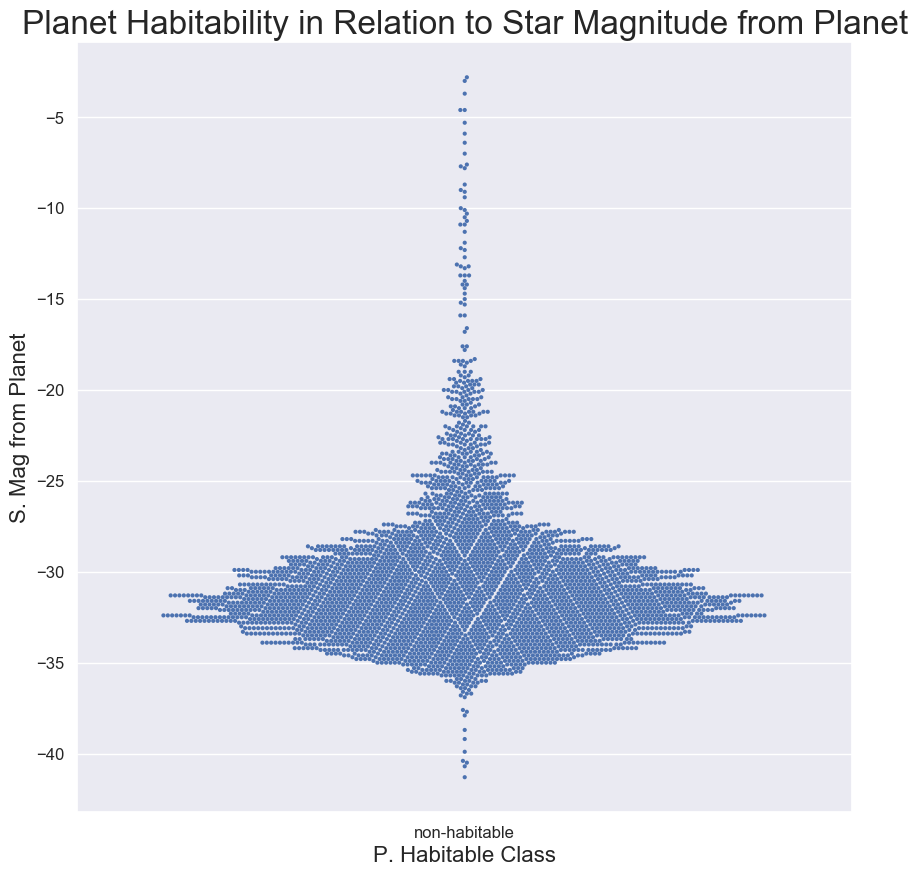 Planet Habitability in Relation to Star Magnitude from Planet
−5
−10
−15
−20
−25
−30
−35
−40
S. Mag from Planet
non-habitable
P. Habitable Class